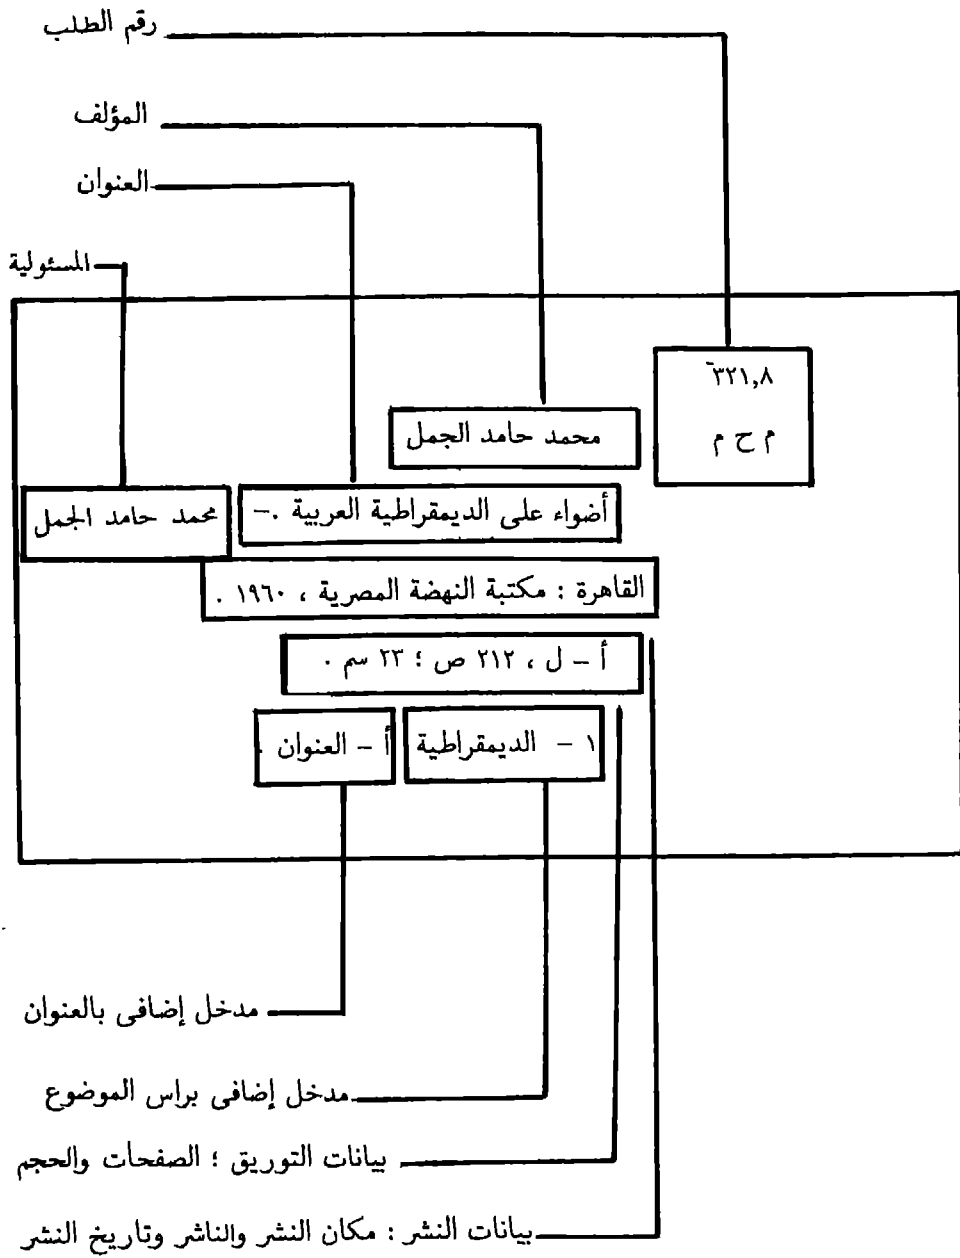 رقم الطلب
المؤلف
العنوان
المسئولية
٣٢١,٨
م ح م
محمد حامد الجمل
أضواء على الديمقراطية العربية .–
محمد حامد الجمل
القاهرة : مكتبة النهضة المصرية ، ١٩٦٠ .
أ – ل ، ٢١٢ ص ؛ ٢٣ سم .
١ – الديمقراطية
أ – العنوان .
مدخل إضافى بالعنوان
مدخل إضافى براس الموضوع
بيانات التوريق ؛ الصفحات والحجم
بيانات النشر : مكان النشر والناشر وتاريخ النشر